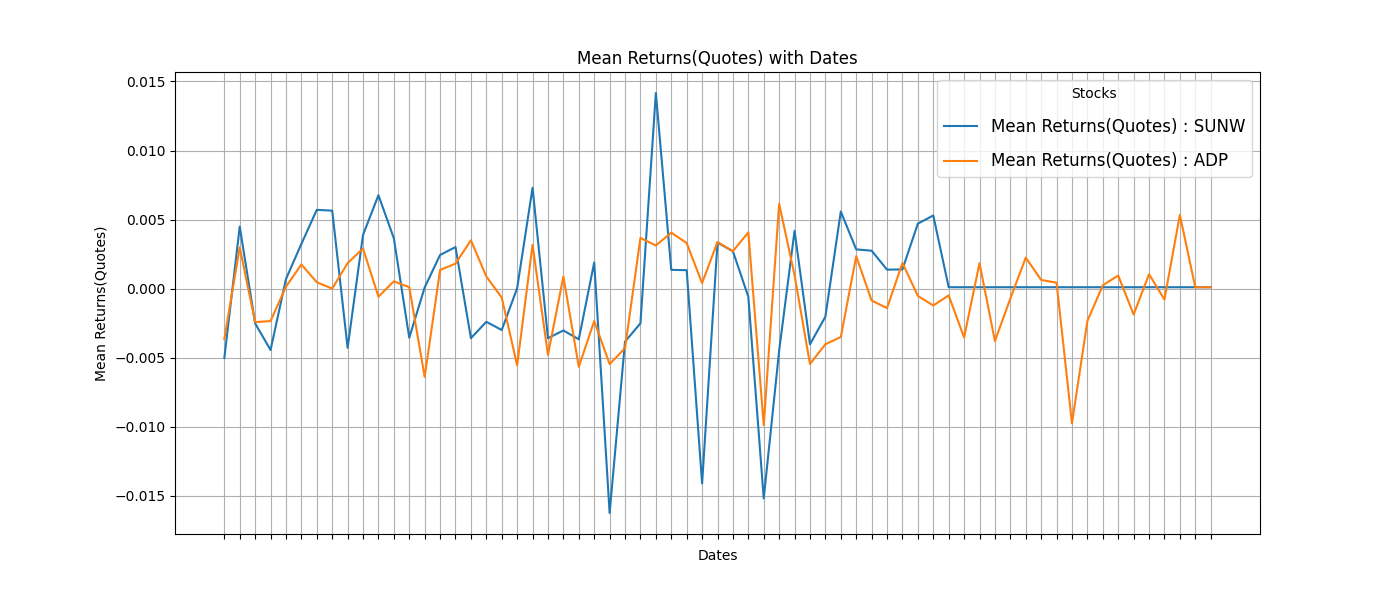 Mean Returns(Quotes) with Dates
Stocks
Mean Returns(Quotes) : SUNW
Mean Returns(Quotes) : ADP
Mean Returns(Quotes)
0.015
0.010
0.005
0.000
−0.005
−0.010
−0.015
Dates